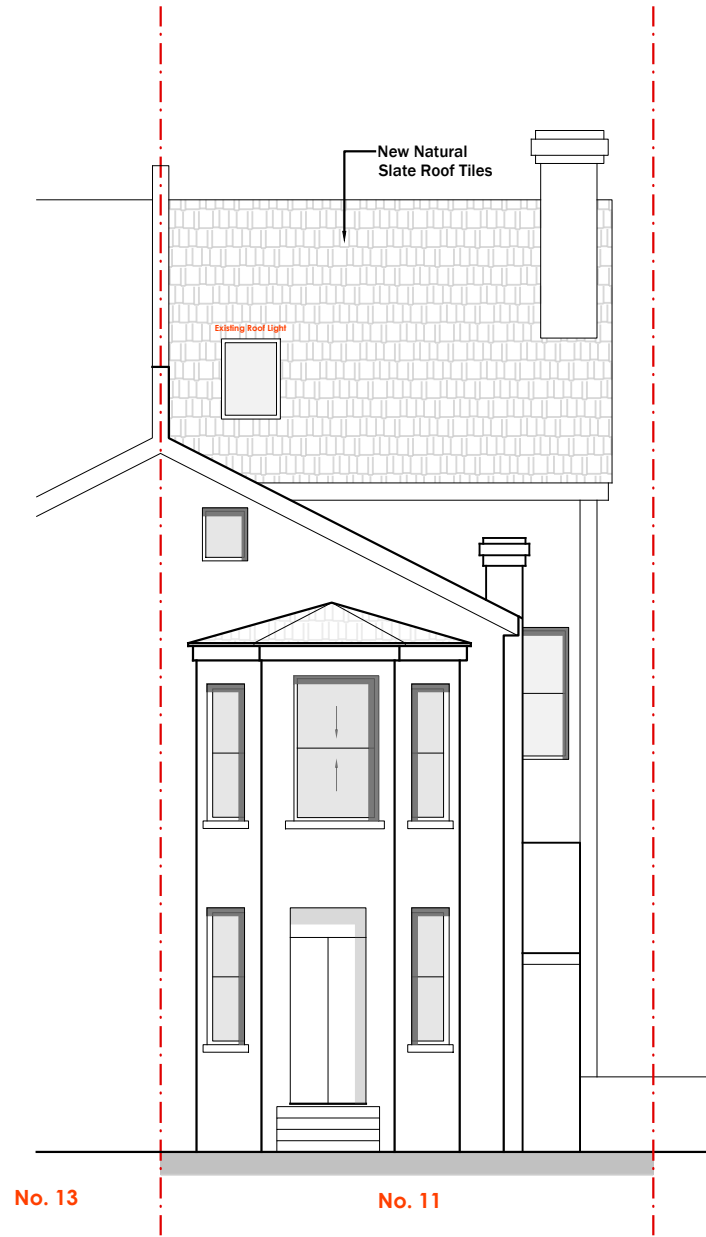 New Natural
Slate Roof Tiles
Existing Roof Light
No. 13
No. 11